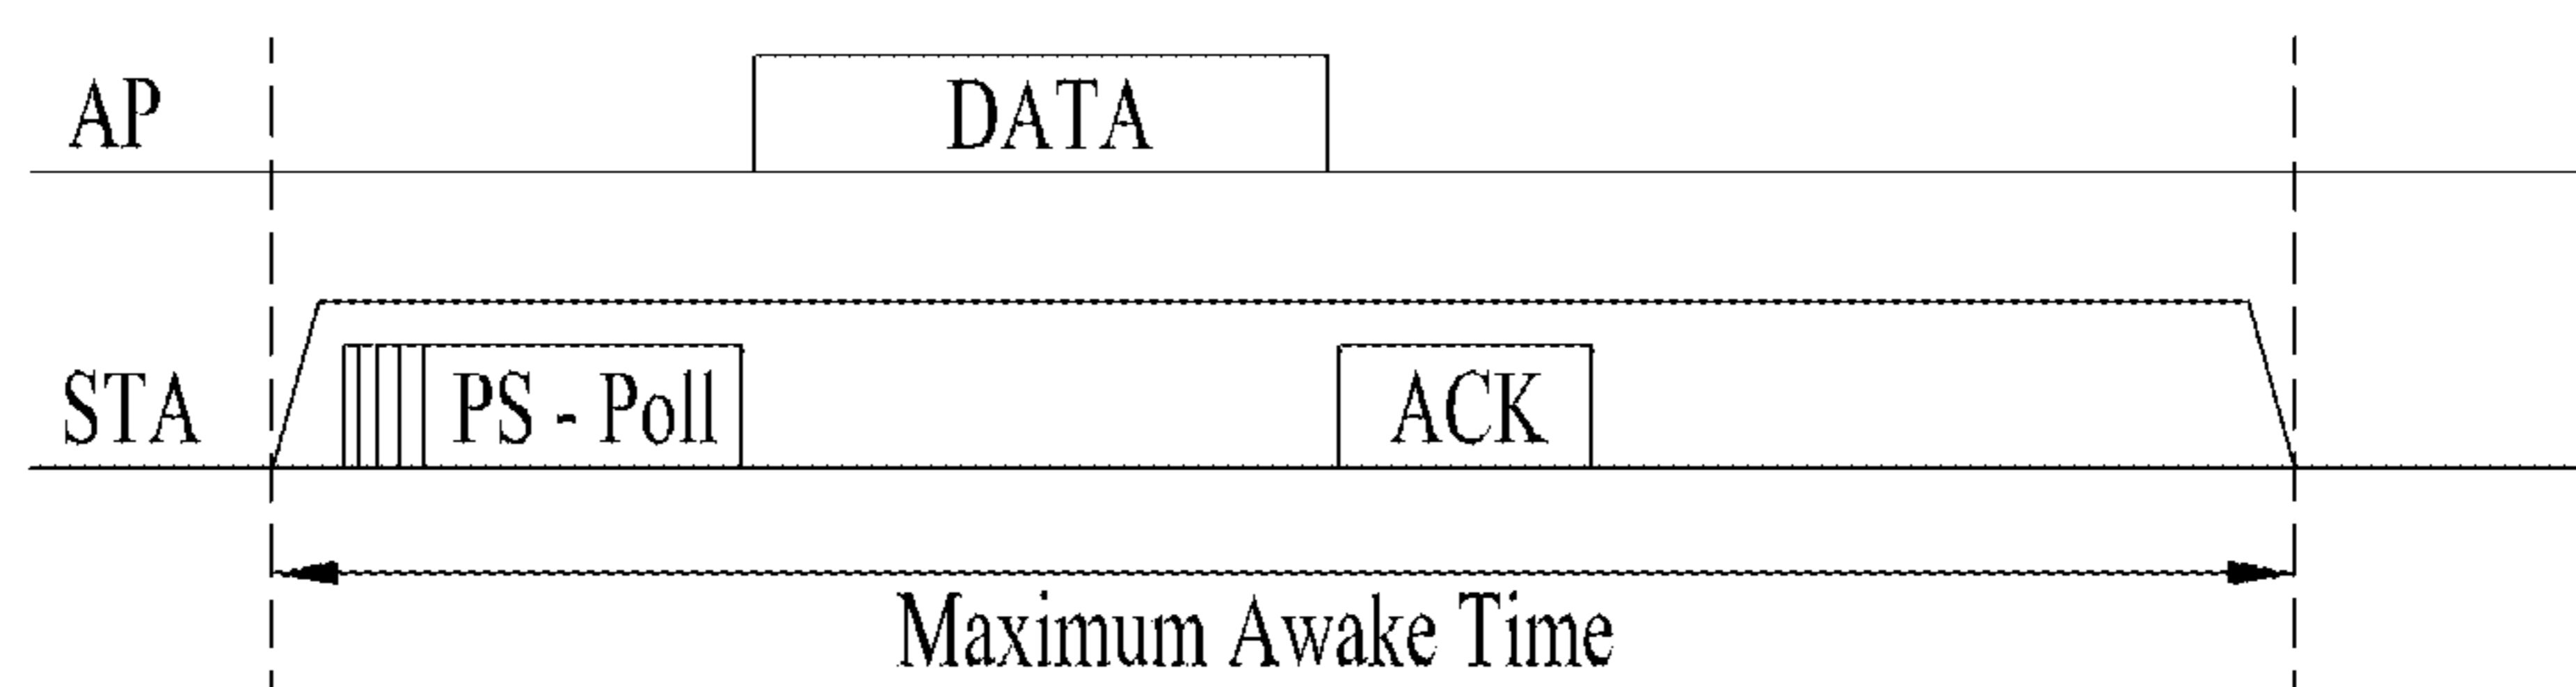 AP
DATA
STA
PS - Poll
ACK
Maximum Awake Time